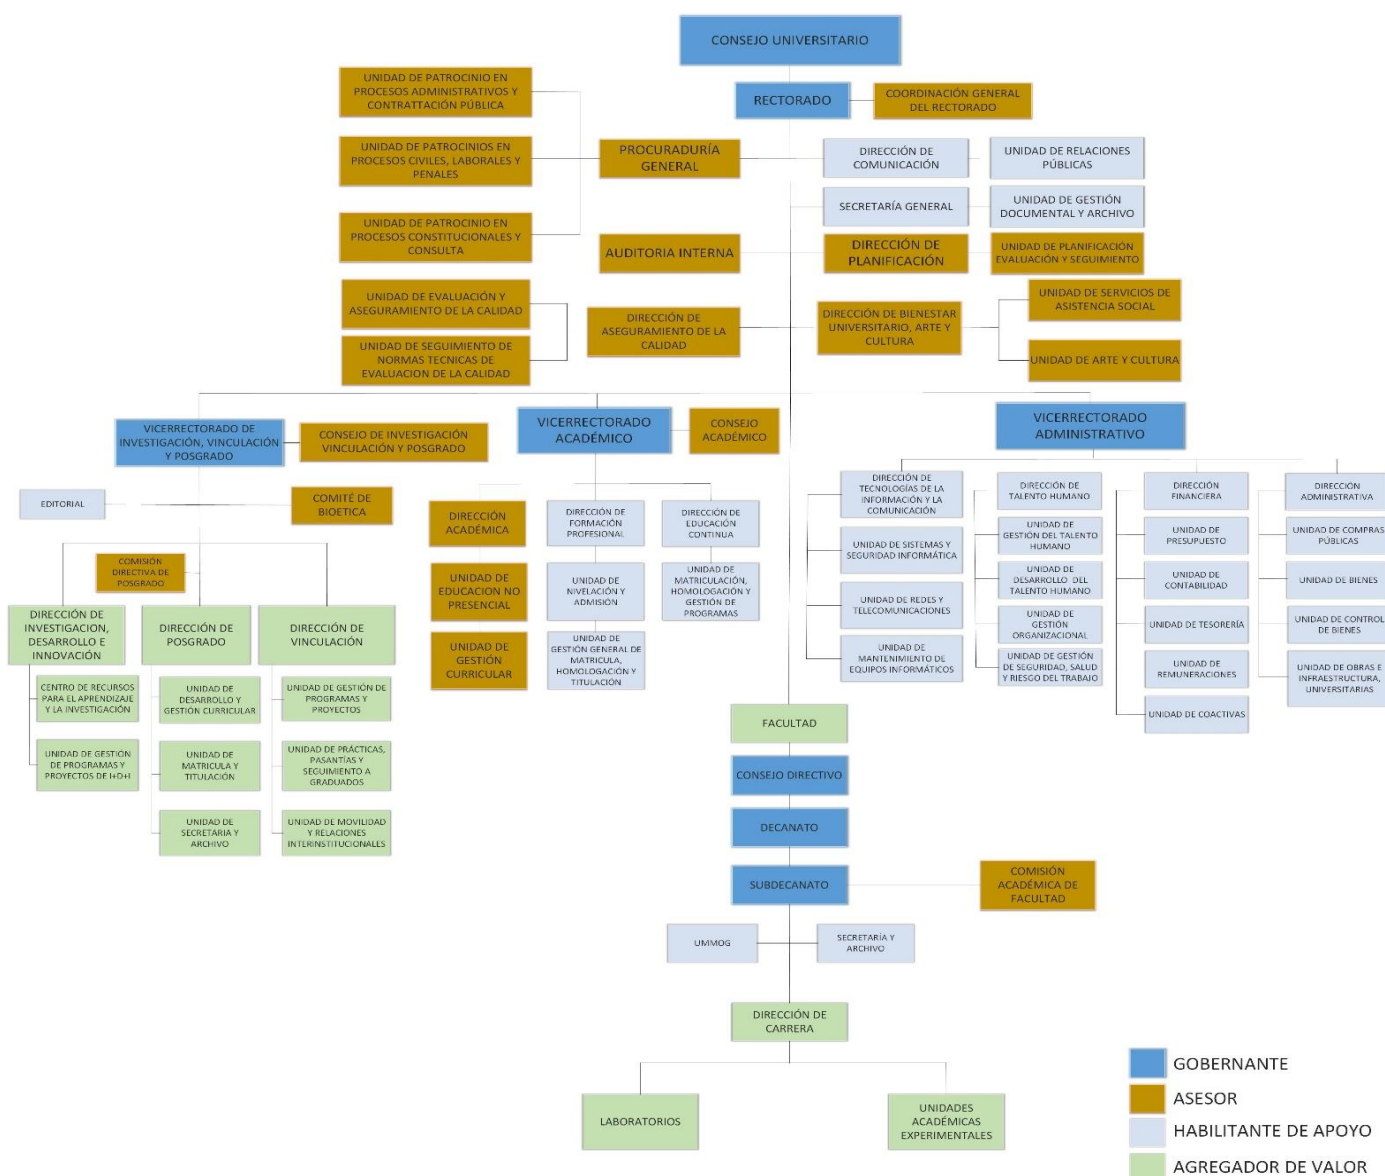 CONSEJO UNIVERSITARIO
RECTORADO
COORDINACIÓN GENERAL
DEL RECTORADO
UNIDAD DE PATROCINIO EN
PROCESOS ADMINISTRATIVOS Y
CONTRATTACIÓN PÚBLICA
UNIDAD DE PATROCINIOS EN
PROCESOS CIVILES, LABORALES Y
PENALES
PROCURADURÍA
GENERAL
DIRECCIÓN DE
COMUNICACIÓN
UNIDAD DE RELACIONES
PÚBLICAS
SECRETARÍA GENERAL
UNIDAD DE GESTIÓN
DOCUMENTAL Y ARCHIVO
UNIDAD DE PATROCINIO EN
PROCESOS CONSTITUCIONALES Y
CONSULTA
AUDITORIA INTERNA
DIRECCIÓN DE
PLANIFICACIÓN
UNIDAD DE PLANIFICACIÓN
EVALUACIÓN Y SEGUIMIENTO
UNIDAD DE EVALUACIÓN Y
ASEGURAMIENTO DE LA CALIDAD
UNIDAD DE SEGUIMIENTO DE
NORMAS TECNICAS DE
EVALUACION DE LA CALIDAD
DIRECCIÓN DE
ASEGURAMIENTO DE LA
CALIDAD
DIRECCIÓN DE BIENESTAR
UNIVERSITARIO, ARTE Y
CULTURA
UNIDAD DE SERVICIOS DE
ASISTENCIA SOCIAL
UNIDAD DE ARTE Y CULTURA
VICERRECTORADO DE
INVESTIGACIÓN, VINCULACIÓN
Y POSGRADO
CONSEJO DE INVESTIGACIÓN
VINCULACIÓN Y POSGRADO
VICERRECTORADO
ACADÉMICO
CONSEJO
ACADÉMICO
VICERRECTORADO
ADMINISTRATIVO
EDITORIAL
COMITÉ DE
BIOETICA
COMISIÓN
DIRECTIVA DE
POSGRADO
DIRECCIÓN DE
INVESTIGACION,
DESARROLLO E
INNOVACIÓN
DIRECCIÓN DE
POSGRADO
DIRECCIÓN DE
VINCULACIÓN
CENTRO DE RECURSOS
PARA EL APRENDIZAJE
Y LA INVESTIGACIÓN
UNIDAD DE
DESARROLLO Y
GESTIÓN CURRICULAR
UNIDAD DE GESTIÓN DE
PROGRAMAS Y
PROYECTOS
UNIDAD DE GESTIÓN
DE PROGRAMAS Y
PROYECTOS DE I+D+I
UNIDAD DE
MATRICULA Y
TITULACIÓN
UNIDAD DE PRÁCTICAS,
PASANTÍAS Y
SEGUIMIENTO A
GRADUADOS
UNIDAD DE
SECRETARIA Y
ARCHIVO
UNIDAD DE MOVILIDAD
Y RELACIONES
INTERINSTITUCIONALES
DIRECCIÓN
ACADÉMICA
DIRECCIÓN DE
FORMACIÓN
PROFESIONAL
DIRECCIÓN DE
EDUCACIÓN
CONTINUA
UNIDAD DE
EDUCACION NO
PRESENCIAL
UNIDAD DE
NIVELACIÓN Y
ADMISIÓN
UNIDAD DE
MATRICULACIÓN,
HOMOLOGACIÓN Y
GESTIÓN DE
PROGRAMAS
UNIDAD DE
GESTIÓN
CURRICULAR
UNIDAD DE
GESTIÓN GENERAL DE
MATRICULA,
HOMOLOGACIÓN Y
TITULACIÓN
DIRECCIÓN DE
TECNOLOGÍAS DE LA
INFORMACIÓN Y LA
COMUNICACIÓN
UNIDAD DE SISTEMAS Y
SEGURIDAD INFORMÁTICA
UNIDAD DE REDES Y
TELECOMUNICACIONES
UNIDAD DE
MANTENIMIENTO DE
EQUIPOS INFORMÁTICOS
DIRECCIÓN DE
TALENTO HUMANO
UNIDAD DE
GESTIÓN DEL TALENTO
HUMANO
UNIDAD DE
DESARROLLO DEL
TALENTO HUMANO
UNIDAD DE
GESTIÓN
ORGANIZACIONAL
UNIDAD DE GESTIÓN
DE SEGURIDAD, SALUD
Y RIESGO DEL TRABAJO
DIRECCIÓN
FINANCIERA
UNIDAD DE
PRESUPUESTO
UNIDAD DE
CONTABILIDAD
UNIDAD DE TESORERÍA
UNIDAD DE
REMUNERACIONES
UNIDAD DE COACTIVAS
DIRECCIÓN
ADMINISTRATIVA
UNIDAD DE COMPRAS
PÚBLICAS
UNIDAD DE BIENES
UNIDAD DE CONTROL
DE BIENES
UNIDAD DE OBRAS E
INFRAESTRUCTURA,
UNIVERSITARIAS
FACULTAD
CONSEJO DIRECTIVO
DECANATO
SUBDECANATO
COMISIÓN
ACADÉMICA DE
FACULTAD
UMMOG
SECRETARÍA Y
ARCHIVO
DIRECCIÓN DE
CARRERA
LABORATORIOS
UNIDADES
ACADÉMICAS
EXPERIMENTALES
GOBERNANTE
ASESOR
HABILITANTE DE APOYO
AGREGADOR DE VALOR